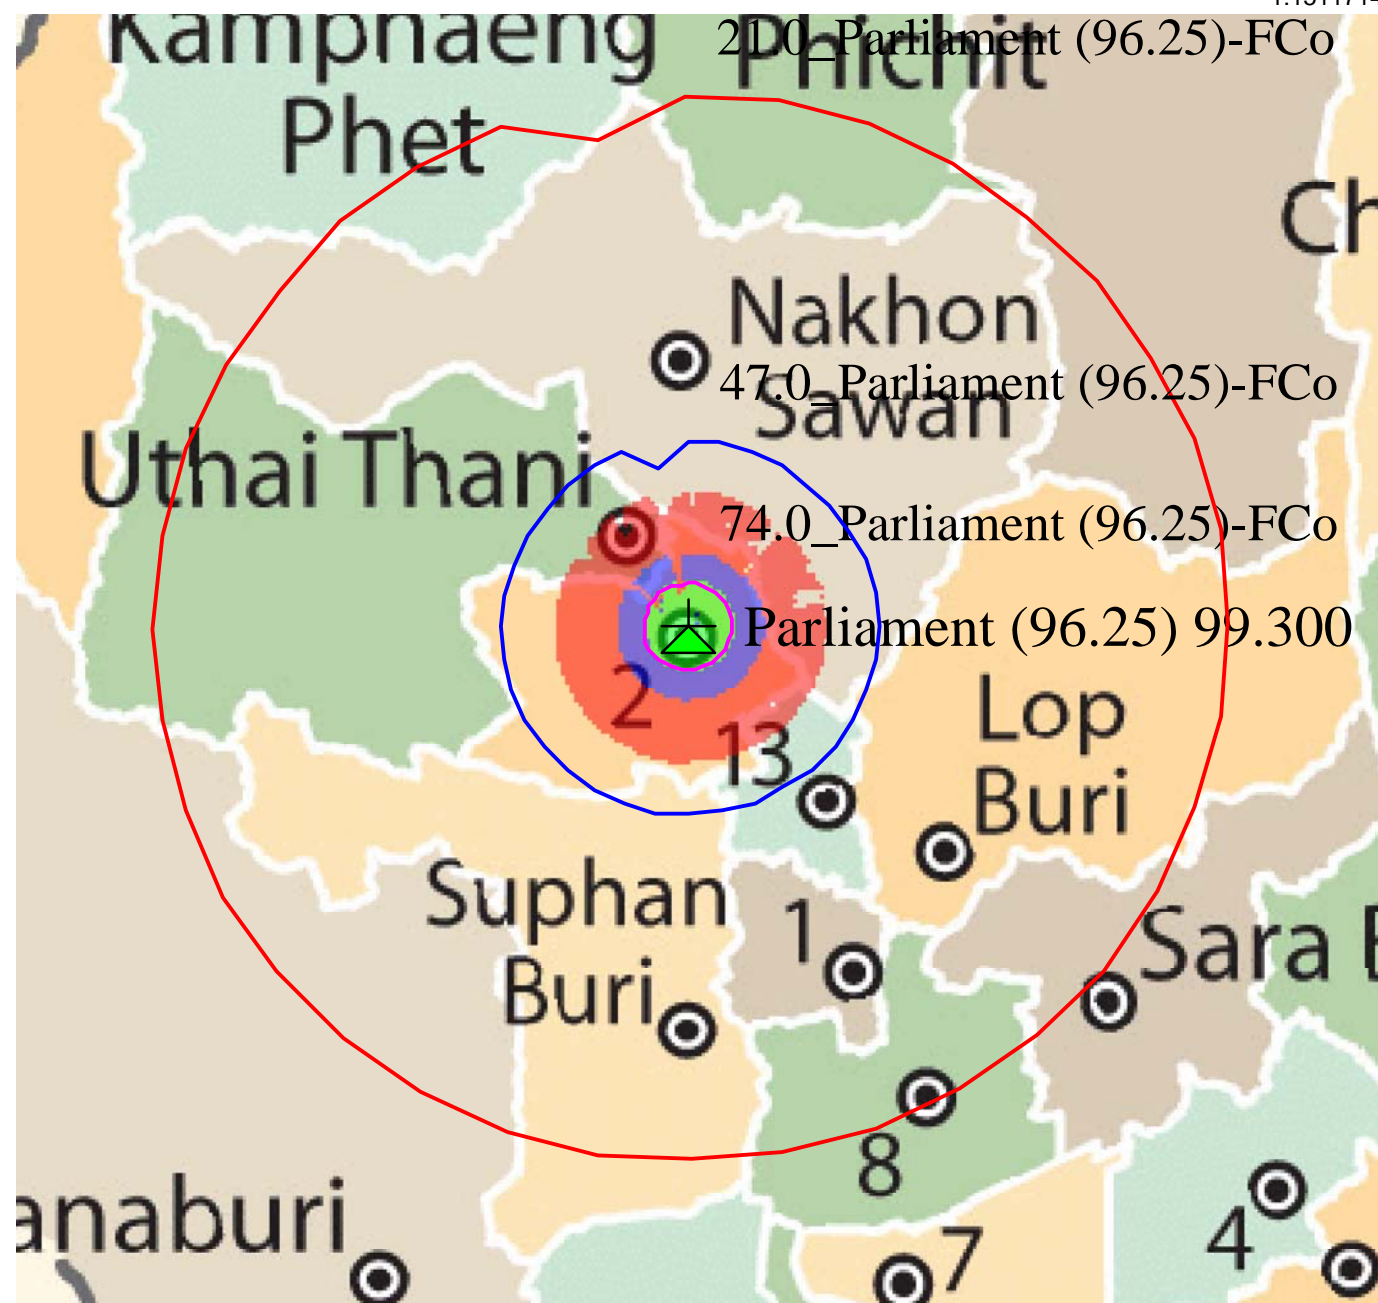 Kamphaeng
Phet
Phichit
21.0_Parliament (96.25)-FCo
Ch
Nakhon
Sawan
47.0_Parliament (96.25)-FCo
Uthai Thani
74.0_Parliament (96.25)-FCo
Parliament (96.25) 99.300
2
13
Lop
Buri
Suphan
Buri
1
Sara B
8
anaburi
7
4